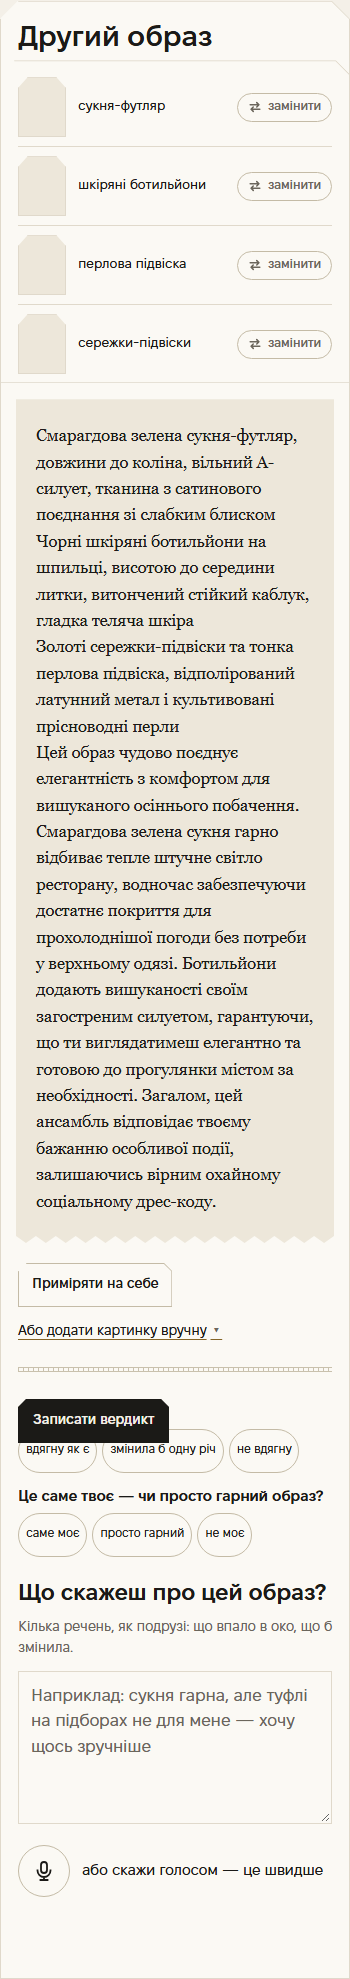 Другий образ
сукня-футляр
замінити
шкіряні ботильйони
замінити
перлова підвіска
замінити
сережки-підвіски
замінити
Смарагдова зелена сукня-футляр,
довжини до коліна, вільний А-
силует, тканина з сатинового
поєднання зі слабким блиском
Чорні шкіряні ботильйони на
шпильці, висотою до середини
литки, витончений стійкий каблук,
гладка теляча шкіра
Золоті сережки-підвіски та тонка
перлова підвіска, відполірований
латунний метал і культивовані
прісноводні перли
Цей образ чудово поєднує
елегантність з комфортом для
вишуканого осіннього побачення.
Смарагдова зелена сукня гарно
відбиває тепле штучне світло
ресторану, водночас забезпечуючи
достатнє покриття для
прохолоднішої погоди без потреби
у верхньому одязі. Ботильйони
додають вишуканості своїм
загостреним силуетом, гарантуючи,
що ти виглядатимеш елегантно та
готовою до прогулянки містом за
необхідності. Загалом, цей
ансамбль відповідає твоєму
бажанню особливої події,
залишаючись вірним охайному
соціальному дрес-коду.
Приміряти на себе
Або додати картинку вручну
Записати вердикт
вдягну як є
змінила б одну річ
не вдягну
Це саме твоє — чи просто гарний образ?
саме моє
просто гарний
не моє
Що скажеш про цей образ?
Кілька речень, як подрузі: що впало в око, що б
змінила.
Наприклад: сукня гарна, але туфлі
на підборах не для мене — хочу
щось зручніше
або скажи голосом — це швидше